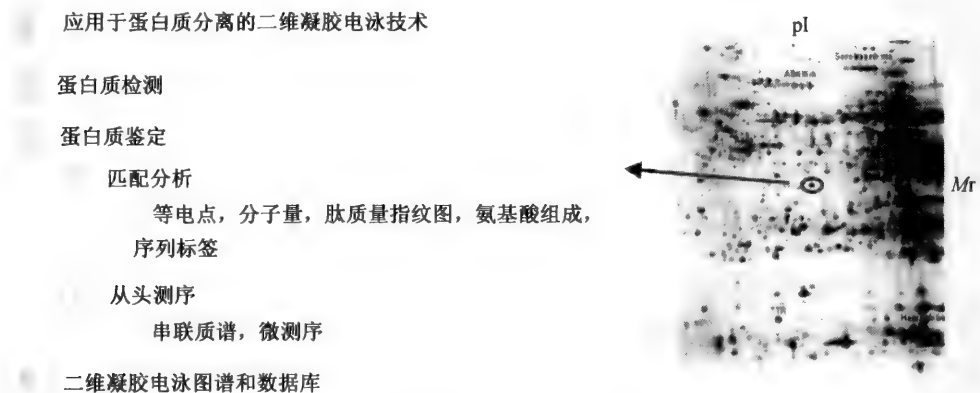 应用于蛋白质分离的二维凝胶电泳技术
蛋白质检测
蛋白质鉴定
匹配分析
等电点，分子量，肽质量指纹图，氨基酸组成，
序列标签
从头测序
串联质谱，微测序
二维凝胶电泳图谱和数据库
pI
Mr